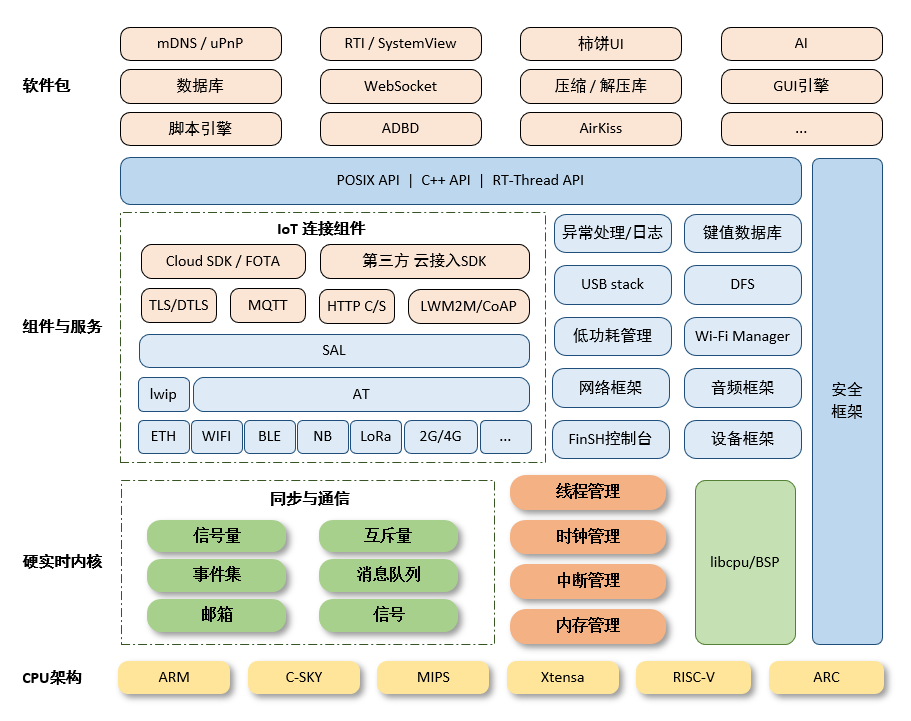 软件包
mDNS / uPnP
RTI / SystemView
柿饼UI
AI
数据库
WebSocket
压缩 / 解压库
GUI引擎
脚本引擎
ADBD
AirKiss
...
POSIX API | C++ API | RT-Thread API
组件与服务
IoT 连接组件
Cloud SDK / FOTA
第三方 云接入SDK
TLS/DTLS
MQTT
HTTP C/S
LWM2M/CoAP
SAL
lwip
AT
ETH
WIFI
BLE
NB
LoRa
2G/4G
...
异常处理/日志
键值数据库
USB stack
DFS
低功耗管理
Wi-Fi Manager
网络框架
音频框架
FinSH控制台
设备框架
安全
框架
硬实时内核
同步与通信
信号量
互斥量
事件集
消息队列
邮箱
信号
线程管理
时钟管理
中断管理
内存管理
libcpu/BSP
CPU架构
ARM
C-SKY
MIPS
Xtensa
RISC-V
ARC